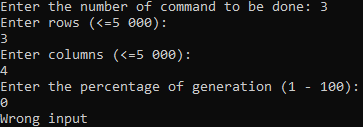 Enter the number of command to be done: 3
Enter rows (<=5 000):
3
Enter columns (<=5 000):
4
Enter the percentage of generation (1 - 100):
0
Wrong input